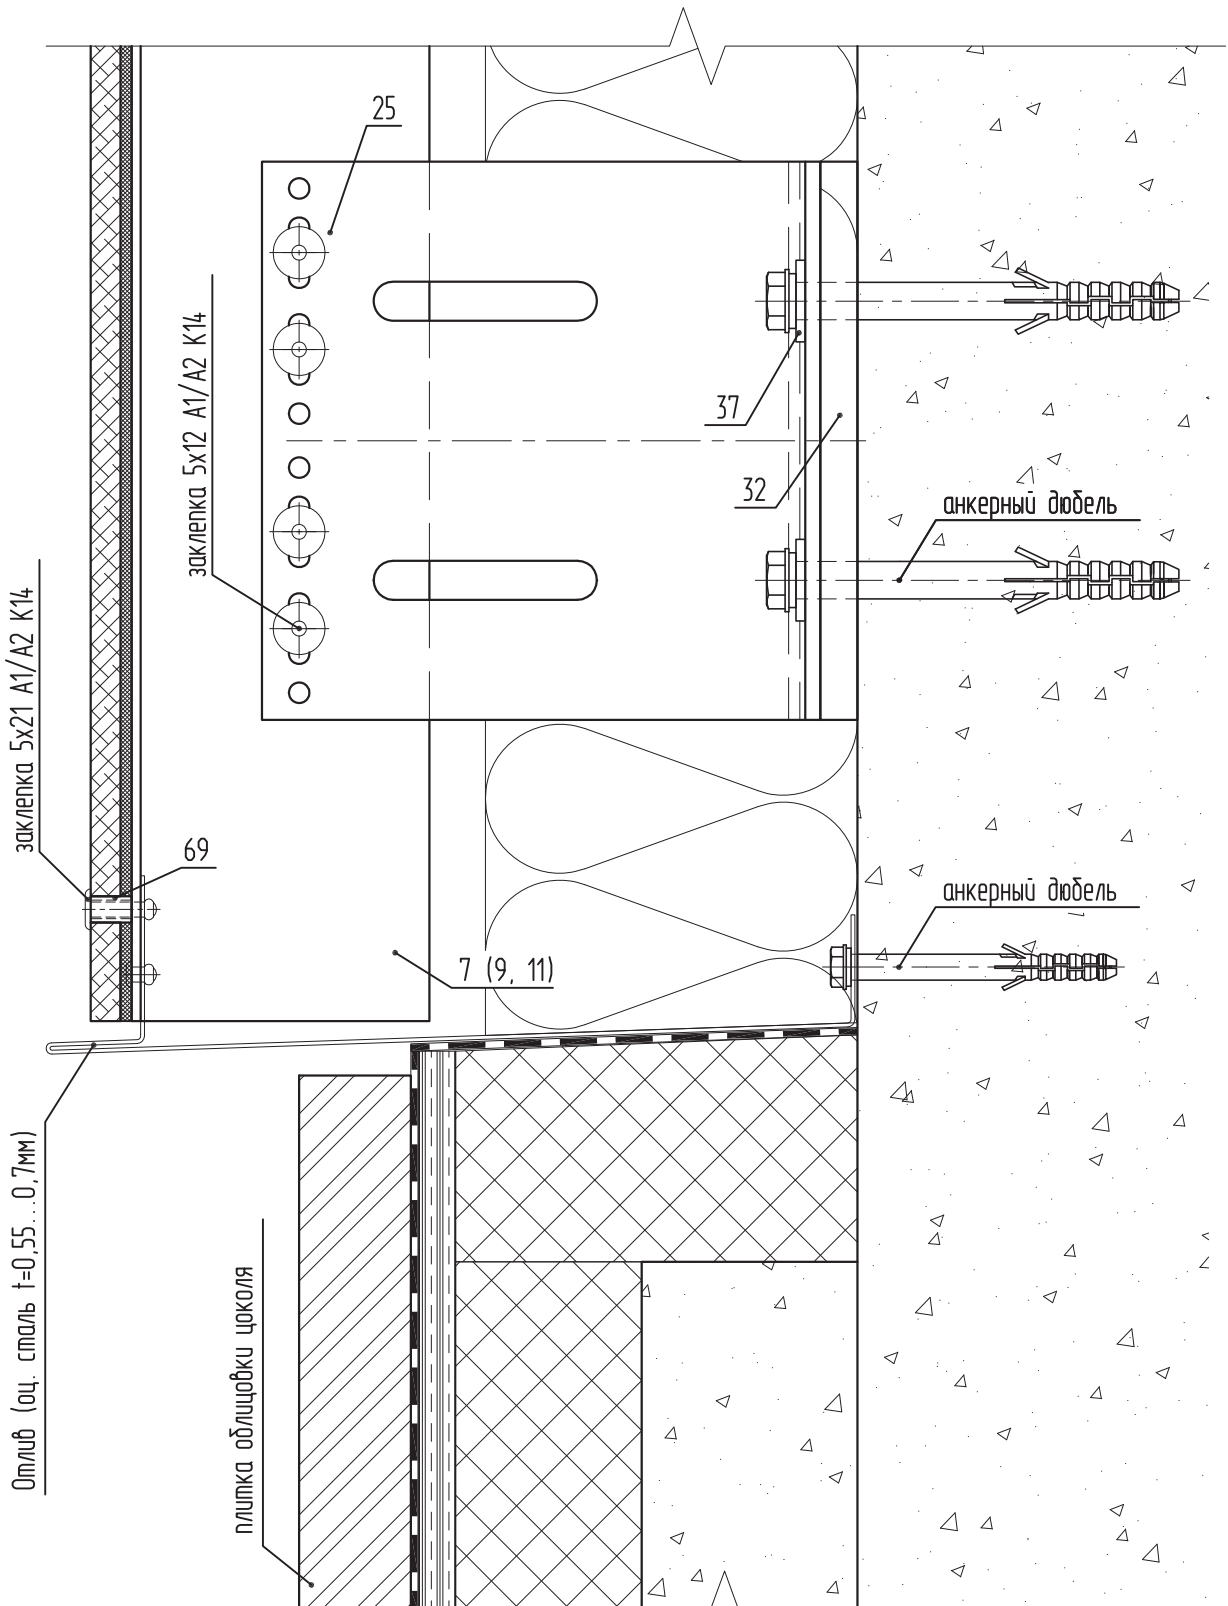 25
заклепка 5х12 А1/А2 К14
37
32
анкерный дюбель
заклепка 5х21 А1/А2 К14
69
анкерный дюбель
7 (9, 11)
Отлив (оц. сталь t=0,55...0,7мм)
плитка облицовки цоколя